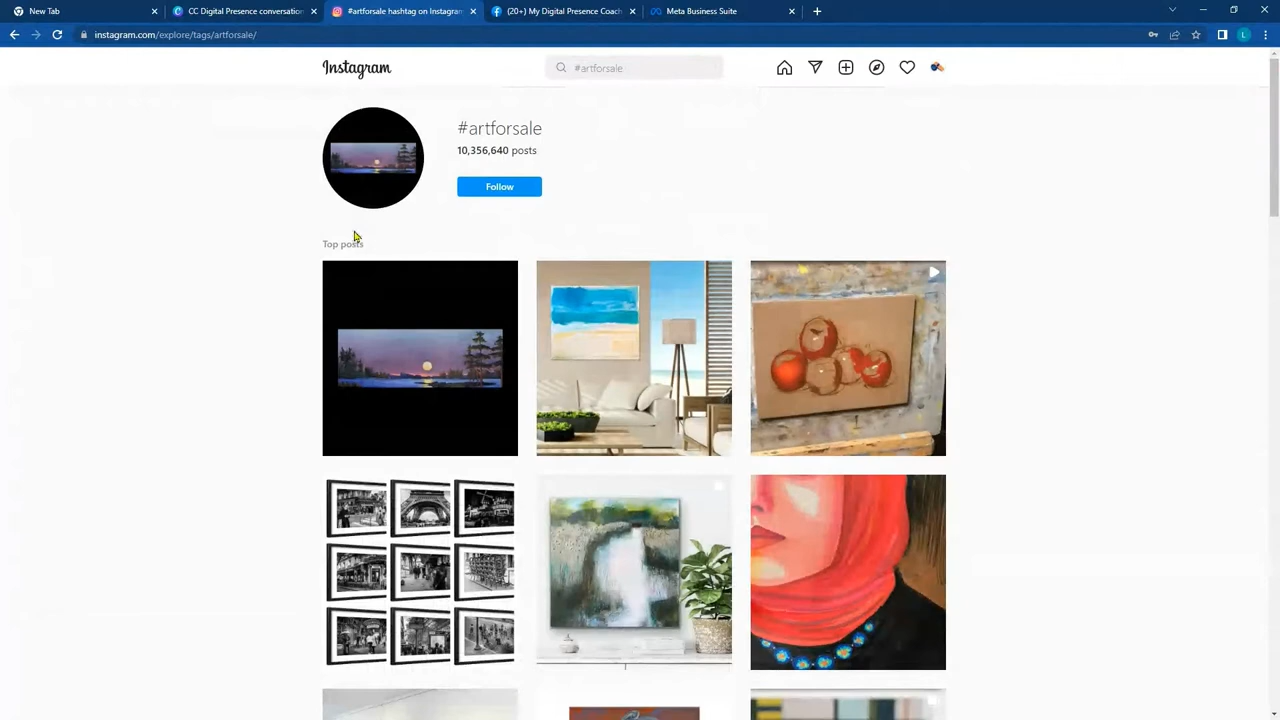 New Tab
CC Digital Presence conversation
#artforsale hashtag on Instagram
(20+) My Digital Presence Coach
Meta Business Suite
instagram.com/explore/tags/artforsale/
L
Instagram
#artforsale
#artforsale
10,356,640 posts
Follow
Top posts